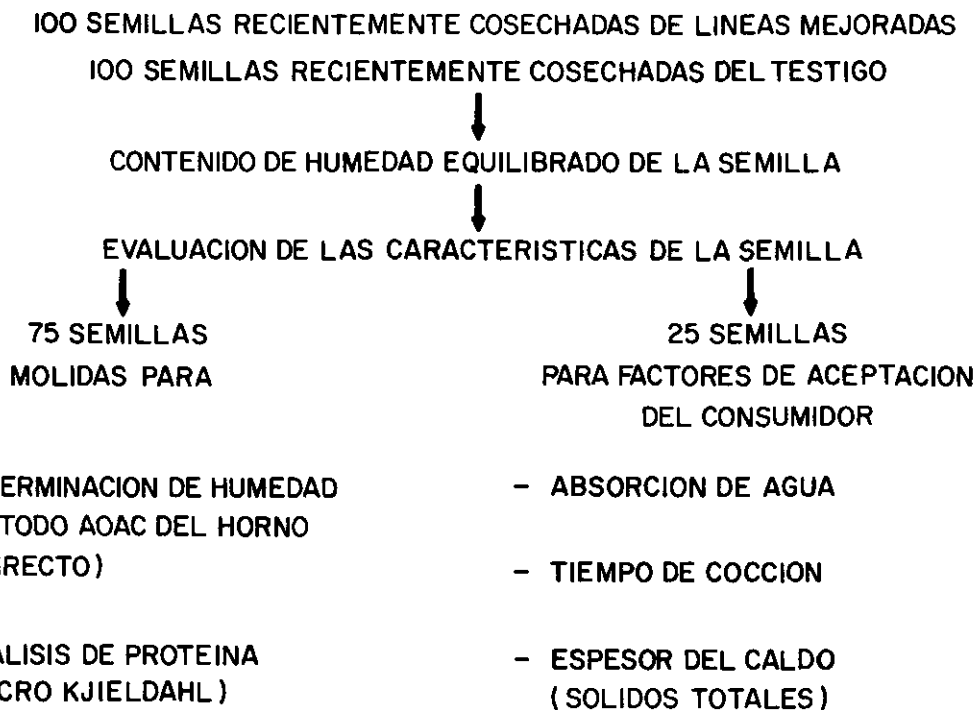 100 SEMILLAS RECIENTEMENTE COSECHADAS DE LINEAS MEJORADAS
100 SEMILLAS RECIENTEMENTE COSECHADAS DEL TESTIGO
CONTENIDO DE HUMEDAD EQUILIBRADO DE LA SEMILLA
EVALUACION DE LAS CARACTERISTICAS DE LA SEMILLA
75 SEMILLAS
MOLIDAS PARA
25 SEMILLAS
PARA FACTORES DE ACEPTACION
DEL CONSUMIDOR
ERMINACION DE HUMEDAD
TODO AOAC DEL HORNO
RECTO)
ALISIS DE PROTEINA
CRO KJIELDAHL)
- ABSORCION DE AGUA
- TIEMPO DE COCCION
- ESPESOR DEL CALDO
(SOLIDOS TOTALES)